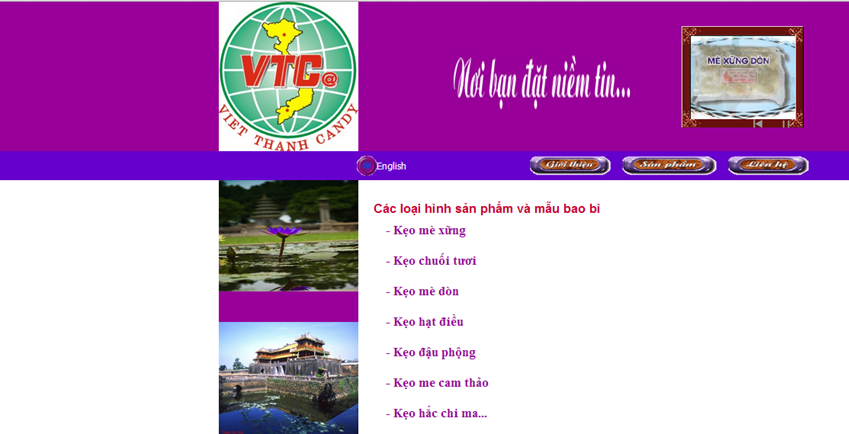 VTC@
VIET THANH CANDY
Nơi bạn đặt niềm tin...
MÈ XỬNG DÒN
English
Giới thiệu
Sản phẩm
Liên hệ
Các loại hình sản phẩm và mẫu bao bì
- Kẹo mè xững
- Kẹo chuối tươi
- Kẹo mè dòn
- Kẹo hạt điều
- Kẹo đậu phộng
- Kẹo me cam thảo
- Kẹo hắc chi ma...